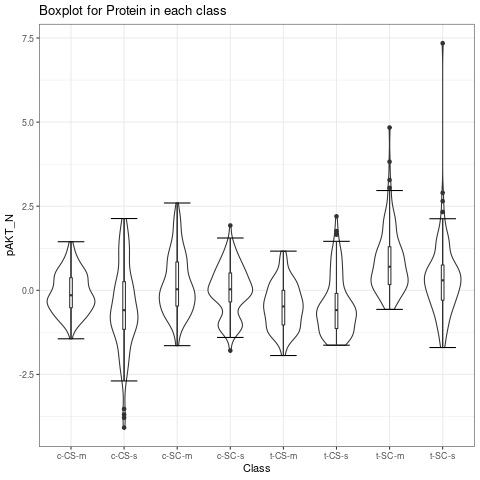 Boxplot for Protein in each class
7.5
5.0
2.5
0.0
-2.5
pAKT_N
c-CS-m c-CS-s c-SC-m c-SC-s t-CS-m t-CS-s t-SC-m t-SC-s
Class